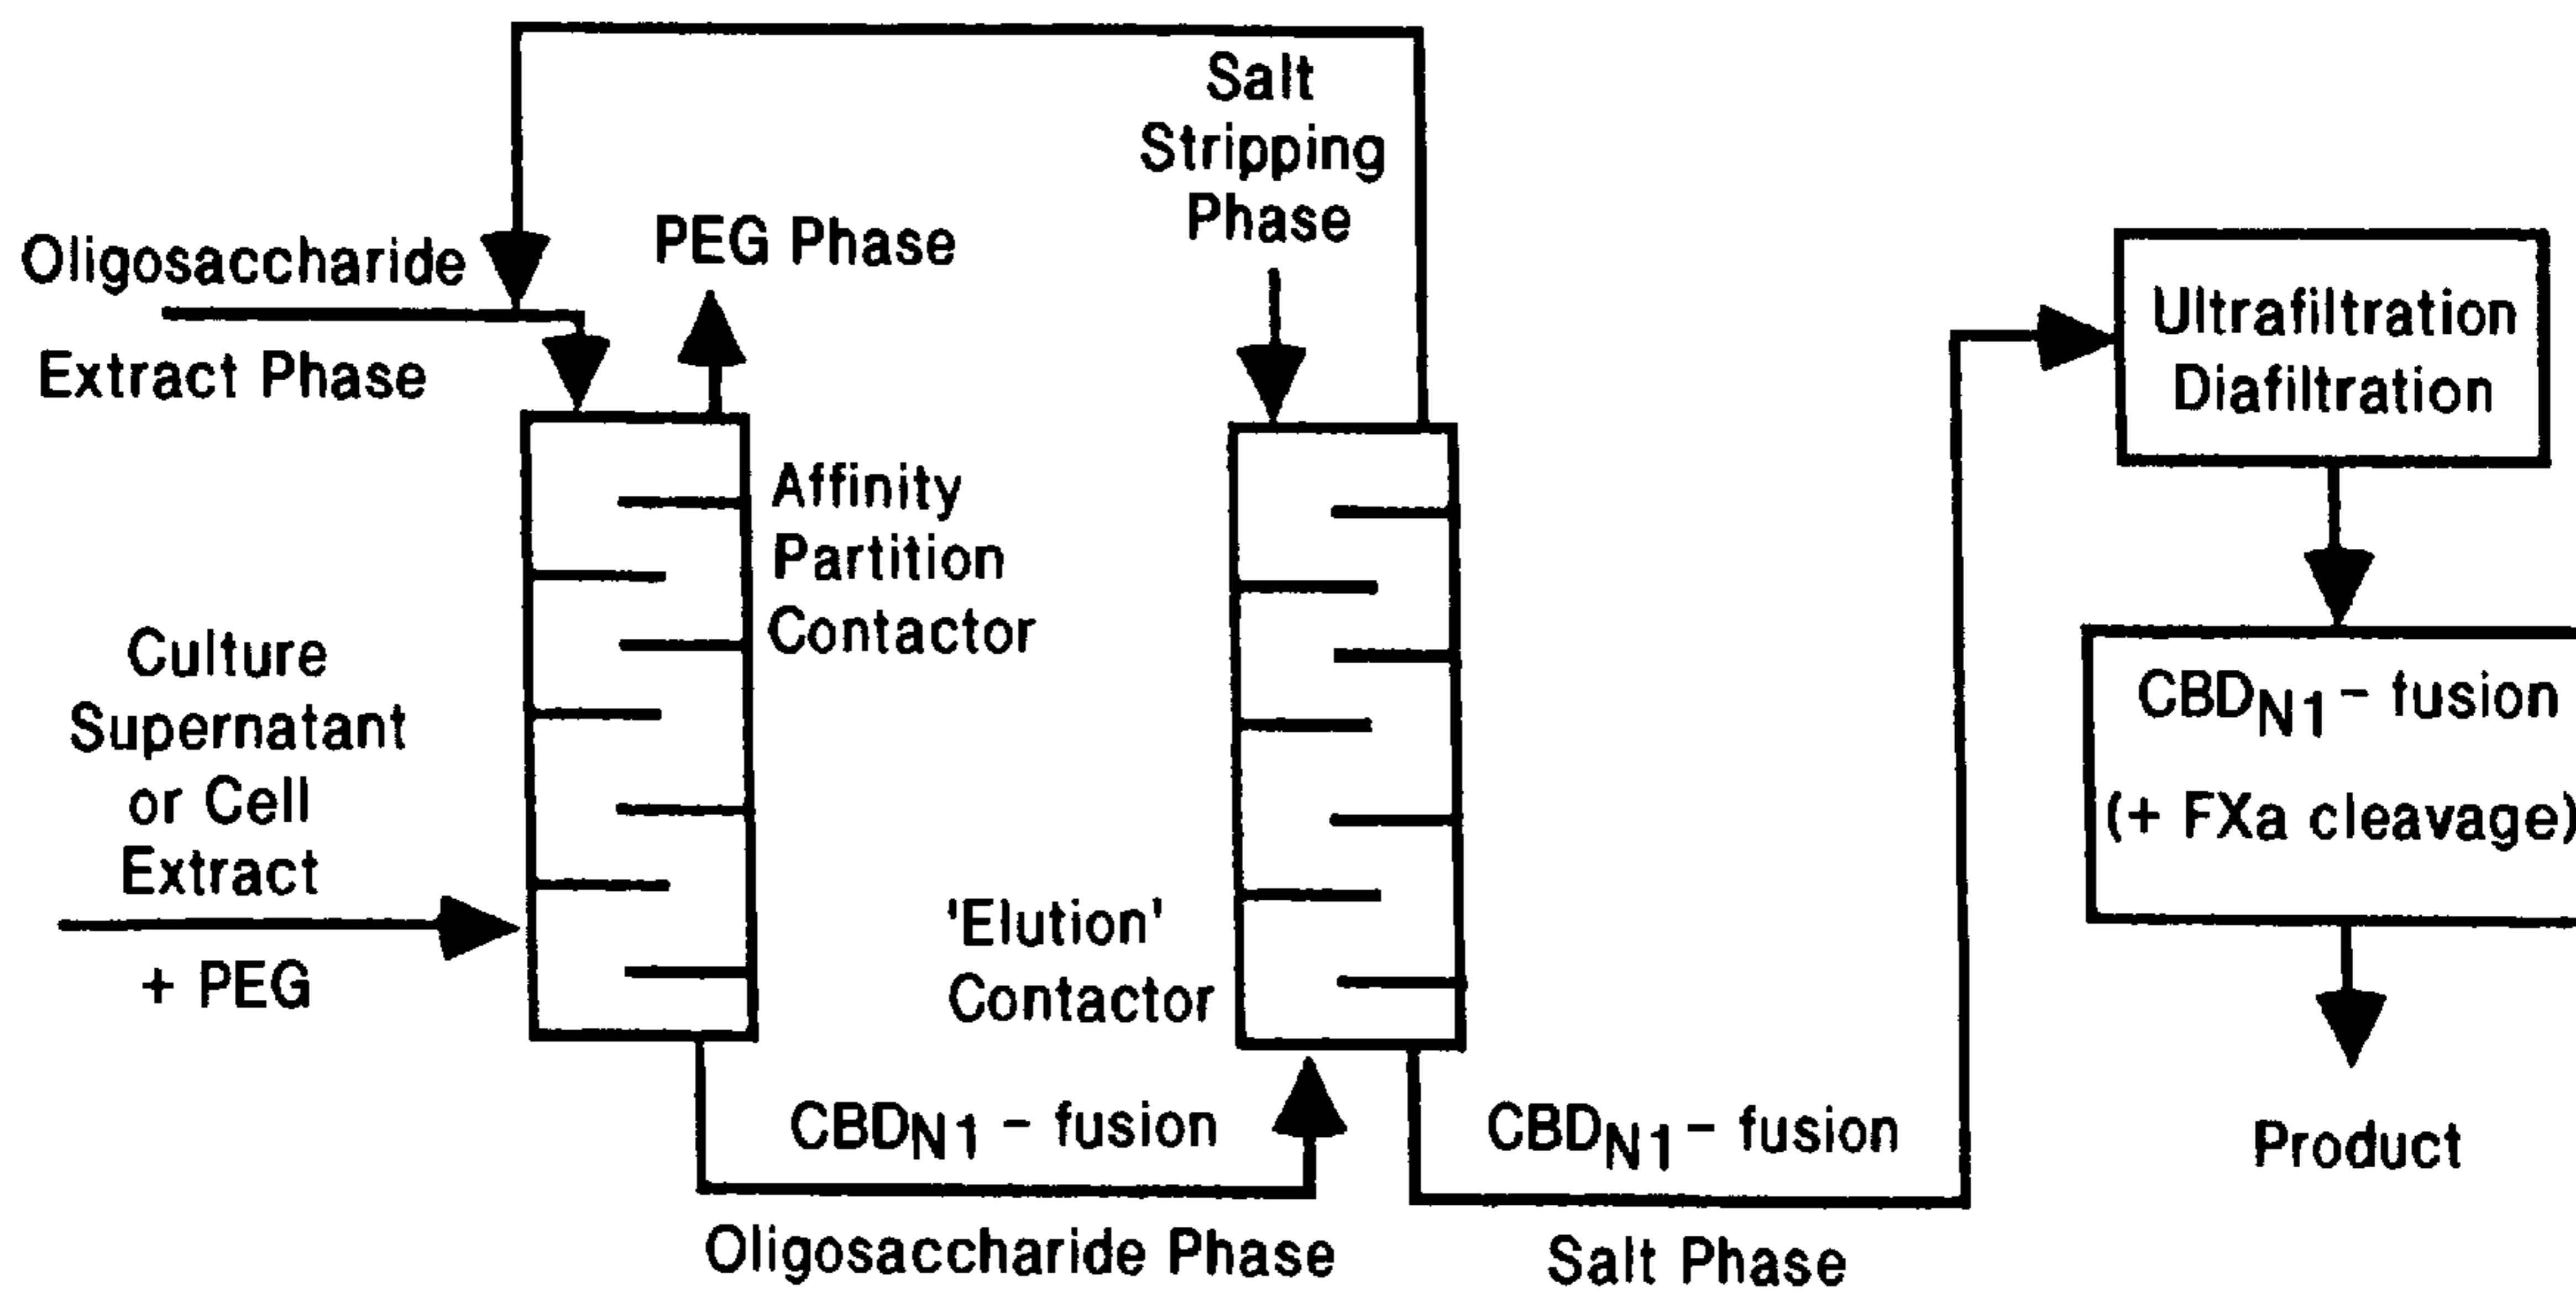 Salt
Stripping
Phase
PEG Phase
Oligosaccharide
Extract Phase
Affinity
Partition
Contactor
Culture
Supernatant
or Cell
Extract
+ PEG
'Elution'
Contactor
CBDN1 - fusion
Oligosaccharide Phase
CBDN1 - fusion
Salt Phase
Ultrafiltration
Diafiltration
CBDN1 - fusion
(+ FXa cleavage)
Product